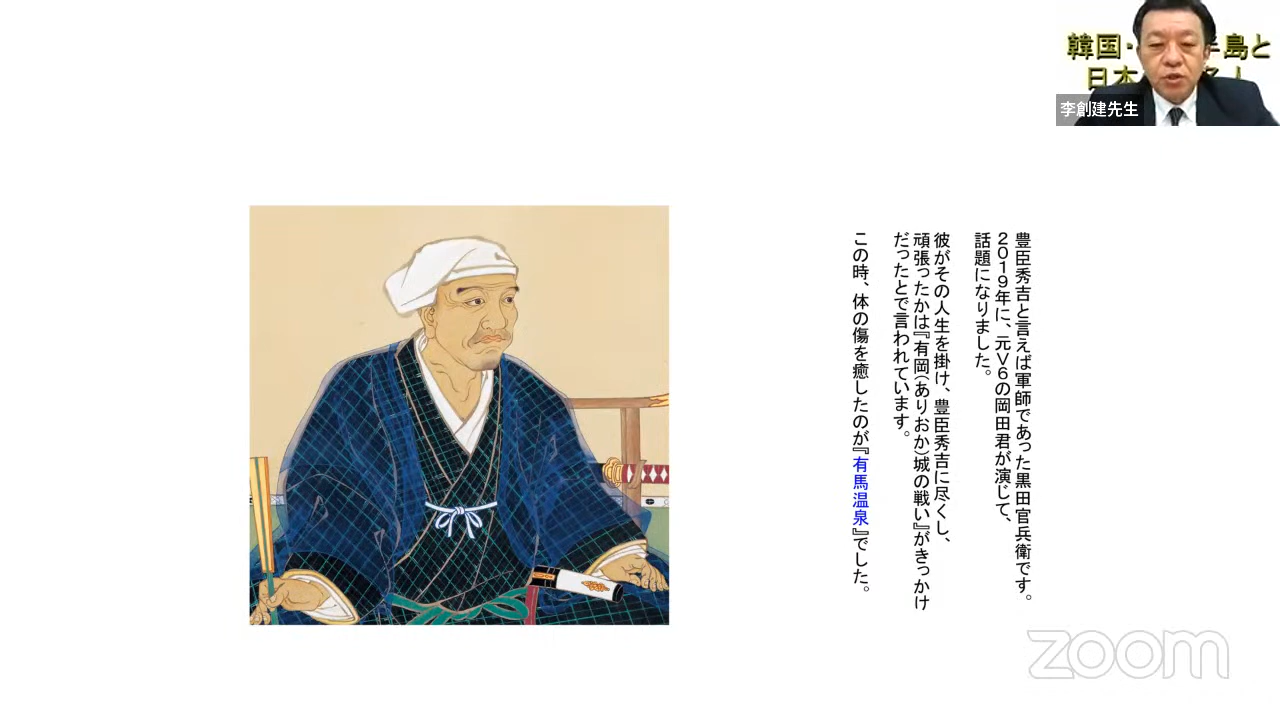 韓国・
半島と
日本
李創建先生
豊臣秀吉と言えば軍師であった黒田官兵衛です。
2019年に、元V6の岡田君が演じて、
話題になりました。
彼がその人生を掛け、豊臣秀吉に尽くし、
頑張ったかは『有岡(ありおか)城の戦い』がきっかけ
だったとで言われています。
この時、体の傷を癒したのが『有馬温泉』でした。
zoom